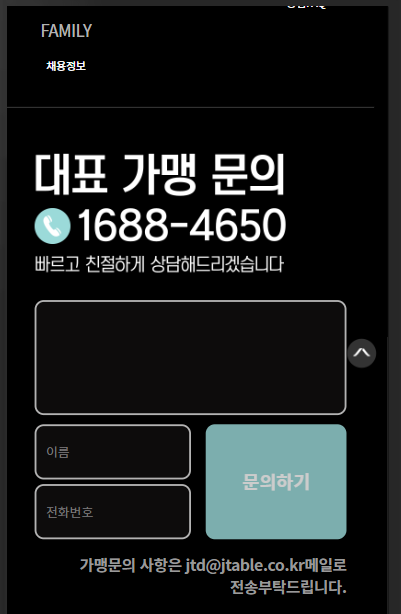 FAMILY
채용정보
대표 가맹 문의
1688-4650
빠르고 친절하게 상담해드리겠습니다
이름
전화번호
문의하기
가맹문의 사항은 jtd@jtable.co.kr메일로
전송부탁드립니다.